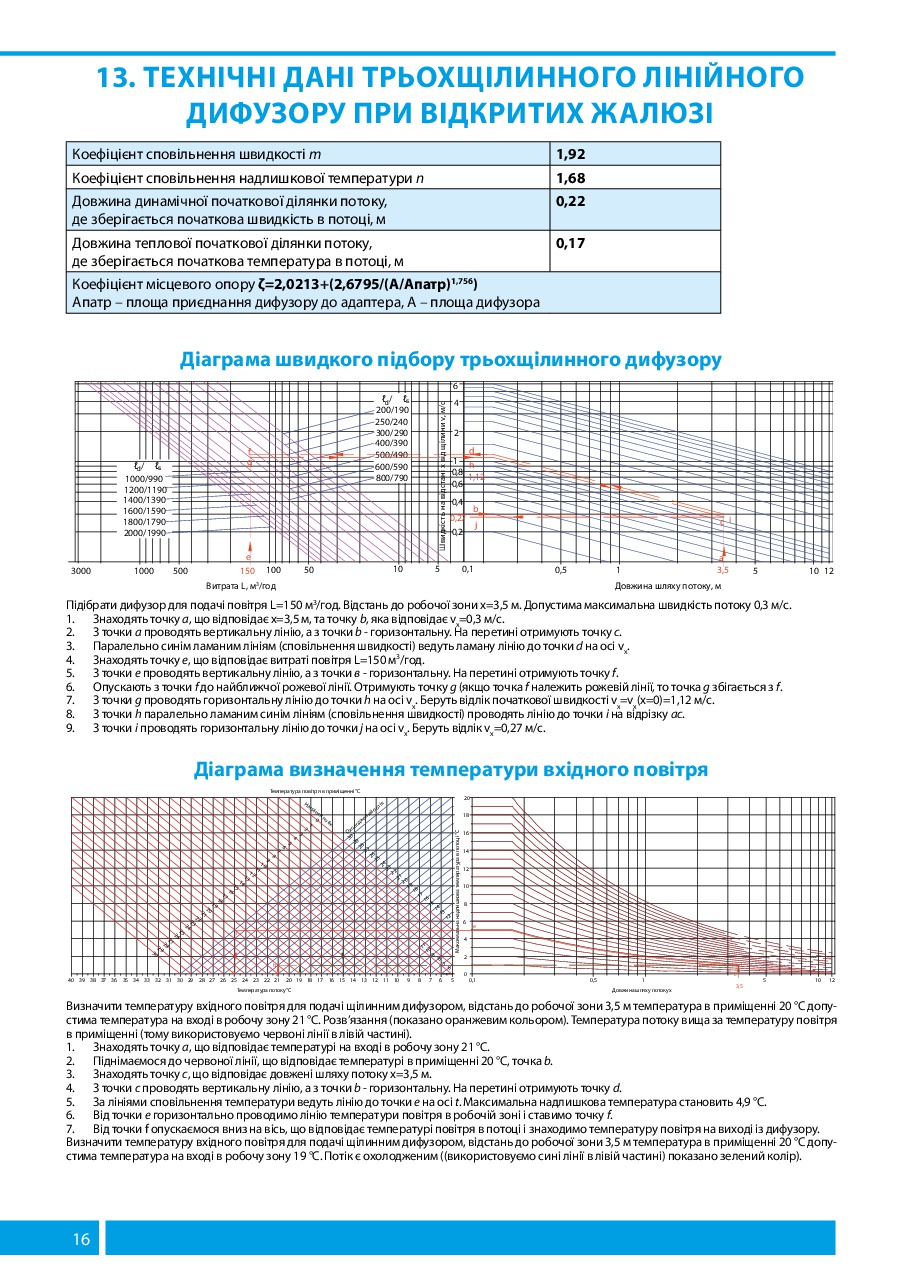 13. ТЕХНІЧНІ ДАНІ ТРЬОХЩІЛИННОГО ЛІНІЙНОГО
ДИФУЗОРУ ПРИ ВІДКРИТИХ ЖАЛЮЗІ
Коефіцієнт сповільнення швидкості m 1,92
Коефіцієнт сповільнення надлишкової температури n 1,68
Довжина динамічної початкової ділянки потоку, 0,22
де зберігається початкова швидкість в потоці, м
Довжина теплової початкової ділянки потоку, 0,17
де зберігається початкова температура в потоці, м
Коефіцієнт місцевого опору ζ=2,0213+(2,6795/(А/Апатр)1,756)
Апатр – площа приєднання дифузору до адаптера, А – площа дифузора
Діаграма швидкого підбору трьохщілинного дифузору
ℓд/ ℓв
200/190
250/240
300/290
400/390
500/490
600/590
800/790
ℓд/ ℓв
1000/990
1200/1190
1400/1390
1600/1590
1800/1790
2000/1990
f
g
e
Швидкість на відстані x від щілини v, м/с
6
4
2
1
0,8
0,6
0,4
0,27
0,2
d
h
1,12
b
j
c
i
a
3000 1000 500 150 100 50 10 5 0,1 0,5 1 3,5 5 10 12
Витрата L, м³/год Довжина шляху потоку, м
Підібрати дифузор для подачі повітря L=150 м³/год. Відстань до робочої зони x=3,5 м. Допустима максимальна швидкість потоку 0,3 м/с.
1. Знаходять точку a, що відповідає x=3,5 м, та точку b, яка відповідає vx=0,3 м/с.
2. З точки a проводять вертикальну лінію, а з точки b - горизонтальну. На перетині отримують точку c.
3. Паралельно синім ламаним лініям (сповільнення швидкості) ведуть ламану лінію до точки d на осі vx.
4. Знаходять точку e, що відповідає витраті повітря L=150 м³/год.
5. З точки e проводять вертикальну лінію, а з точки в - горизонтальну. На перетині отримують точку f.
6. Опускають з точки f до найближчої рожевої лінії. Отримують точку g (якщо точка f належить рожевій лінії, то точка g збігається з f.
7. З точки g проводять горизонтальну лінію до точки h на осі vx. Беруть відлік початкової швидкості vx=vx(x=0)=1,12 м/с.
8. З точки h паралельно ламаним синім лініям (сповільнення швидкості) проводять лінію до точки i на відрізку ac.
9. З точки i проводять горизонтальну лінію до точки j на осі vx. Беруть відлік vx=0,27 м/с.
Діаграма визначення температури вхідного повітря
Температура повітря в приміщенні °С
Максимальна надлишкова температура в потоці °С
20
18
16
14
12
10
8
6
4
2
0
40 39 38 37 36 35 34 33 32 31 30 29 28 27 26 25 24 23 22 21 20 19 18 17 16 15 14 13 12 11 10 9 8 7 6 5 0,1 0,5 1 3,5 5 10 12
Температура потоку °С Довжина шляху потоку x
Визначити температуру вхідного повітря для подачі щілинним дифузором, відстань до робочої зони 3,5 м температура в приміщенні 20 °С допу-
стима температура на вході в робочу зону 21 °С. Розв’язання (показано оранжевим кольором). Температура потоку вища за температуру повітря
в приміщенні (тому використовуємо червоні лінії в лівій частині).
1. Знаходять точку a, що відповідає температурі на вході в робочу зону 21 °С.
2. Піднімаємося до червоної лінії, що відповідає температурі в приміщенні 20 °С, точка b.
3. Знаходять точку c, що відповідає довжені шляху потоку x=3,5 м.
4. З точки c проводять вертикальну лінію, а з точки b - горизонтальну. На перетині отримують точку d.
5. За лініями сповільнення температури ведуть лінію до точки e на осі t. Максимальна надлишкова температура становить 4,9 °С.
6. Від точки e горизонтально проводимо лінію температури повітря в робочій зоні і ставимо точку f.
7. Від точки f опускаємося вниз на вісь, що відповідає температурі повітря в потоці і знаходимо температуру повітря на виході із дифузору.
Визначити температуру вхідного повітря для подачі щілинним дифузором, відстань до робочої зони 3,5 м температура в приміщенні 20 °С допу-
стима температура на вході в робочу зону 19 °С. Потік є охолодженим ((використовуємо сині лінії в лівій частині) показано зелений колір).
16